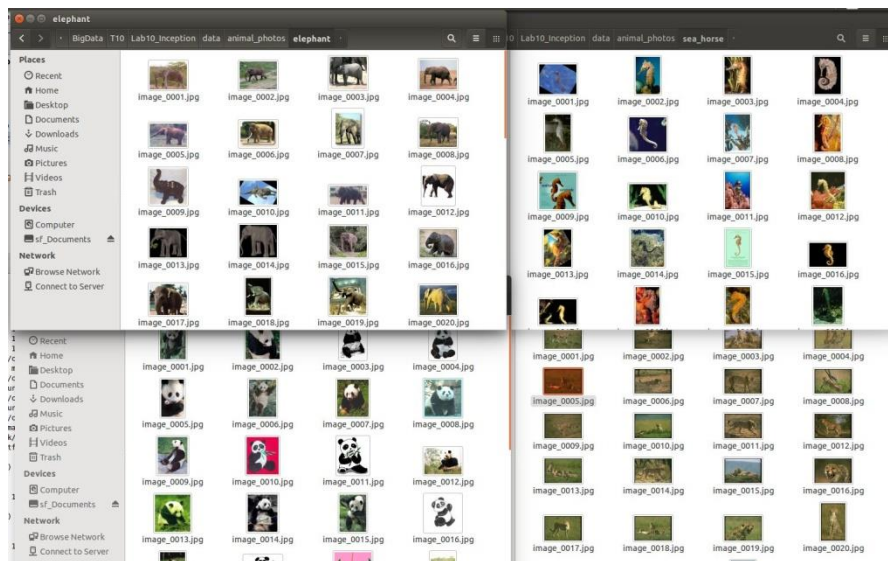 elephant
BigData T10 Lab10_Inception data animal_photos elephant
Places
Recent
Home
Desktop
Documents
Downloads
Music
Pictures
Videos
Trash
Devices
Computer
sf_Documents
Network
Browse Network
Connect to Server
image_0001.jpg image_0002.jpg image_0003.jpg image_0004.jpg
image_0005.jpg image_0006.jpg image_0007.jpg image_0008.jpg
image_0009.jpg image_0010.jpg image_0011.jpg image_0012.jpg
image_0013.jpg image_0014.jpg image_0015.jpg image_0016.jpg
image_0017.jpg image_0018.jpg image_0019.jpg image_0020.jpg
Lab10_Inception data animal_photos sea_horse
image_0001.jpg image_0002.jpg image_0003.jpg image_0004.jpg
image_0005.jpg image_0006.jpg image_0007.jpg image_0008.jpg
image_0009.jpg image_0010.jpg image_0011.jpg image_0012.jpg
image_0013.jpg image_0014.jpg image_0015.jpg image_0016.jpg
Recent
Home
Desktop
Documents
Downloads
Music
Pictures
Videos
Trash
Devices
Computer
sf_Documents
Network
Browse Network
Connect to Server
image_0001.jpg image_0002.jpg image_0003.jpg image_0004.jpg
image_0005.jpg image_0006.jpg image_0007.jpg image_0008.jpg
image_0009.jpg image_0010.jpg image_0011.jpg image_0012.jpg
image_0013.jpg image_0014.jpg image_0015.jpg image_0016.jpg
image_0001.jpg image_0002.jpg image_0003.jpg image_0004.jpg
image_0005.jpg image_0006.jpg image_0007.jpg image_0008.jpg
image_0009.jpg image_0010.jpg image_0011.jpg image_0012.jpg
image_0013.jpg image_0014.jpg image_0015.jpg image_0016.jpg
image_0017.jpg image_0018.jpg image_0019.jpg image_0020.jpg